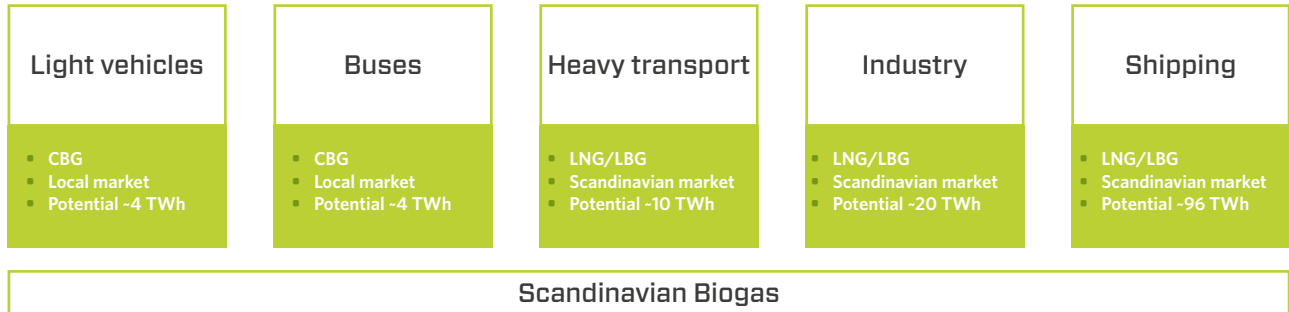 Light vehicles
▪ CBG
▪ Local market
▪ Potential ~4 TWh
Buses
▪ CBG
▪ Local market
▪ Potential ~4 TWh
Heavy transport
▪ LNG/LBG
▪ Scandinavian market
▪ Potential ~10 TWh
Industry
▪ LNG/LBG
▪ Scandinavian market
▪ Potential ~20 TWh
Shipping
▪ LNG/LBG
▪ Scandinavian market
▪ Potential ~96 TWh
Scandinavian Biogas